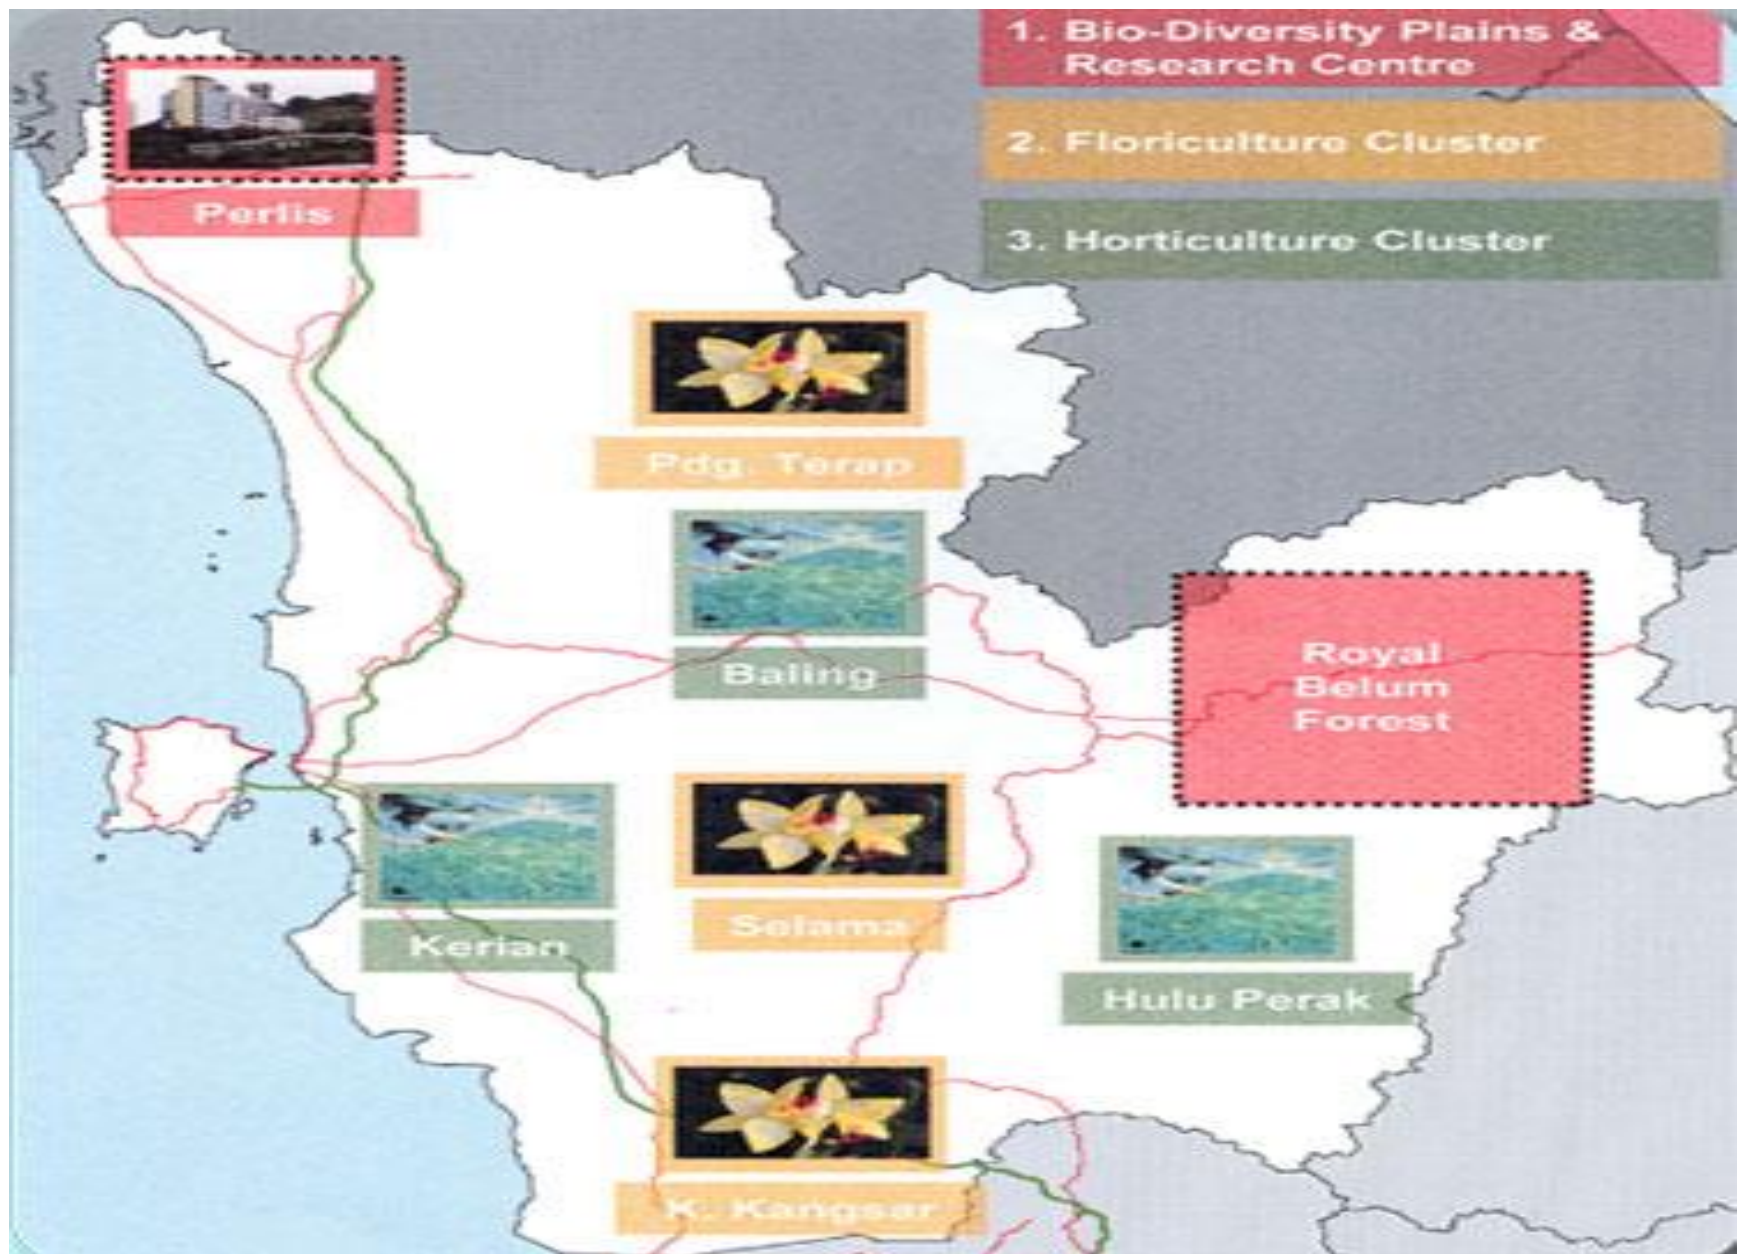 1. Bio-Diversity Plains &
Research Centre
2. Floriculture Cluster
3. Horticulture Cluster
Perlis
Pdg. Terap
Baling
Royal
Belum
Forest
Kerian
Selama
Hulu Perak
K. Kangsar